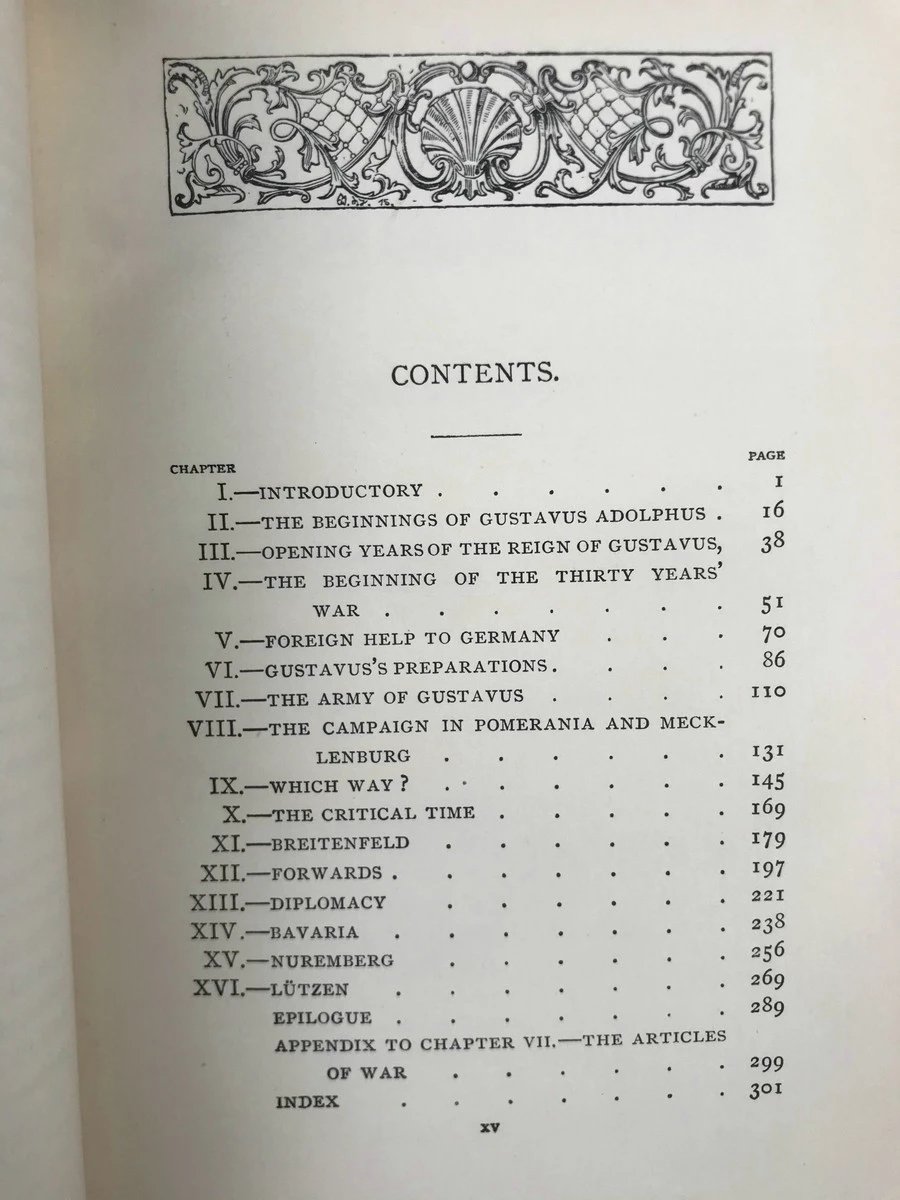 CONTENTS.
CHAPTER PAGE
I.—INTRODUCTORY . . . . . . 1
II.—THE BEGINNINGS OF GUSTAVUS ADOLPHUS . 16
III.—OPENING YEARS OF THE REIGN OF GUSTAVUS, 38
IV.—THE BEGINNING OF THE THIRTY YEARS'
WAR . . . . . . . 51
V.—FOREIGN HELP TO GERMANY . . . 70
VI.—GUSTAVUS'S PREPARATIONS . . . . 86
VII.—THE ARMY OF GUSTAVUS . . . . 110
VIII.—THE CAMPAIGN IN POMERANIA AND MECK-
LENBURG . . . . . . 131
IX.—WHICH WAY? . . . . . . 145
X.—THE CRITICAL TIME . . . . . 169
XI.—BREITENFELD . . . . . . 179
XII.—FORWARDS . . . . . . . 197
XIII.—DIPLOMACY . . . . . . 221
XIV.—BAVARIA . . . . . . . 238
XV.—NUREMBERG . . . . . . 256
XVI.—LÜTZEN . . . . . . . 269
EPILOGUE . . . . . . . 289
APPENDIX TO CHAPTER VII.—THE ARTICLES
OF WAR . . . . . . 299
INDEX . . . . . . . 301
xv